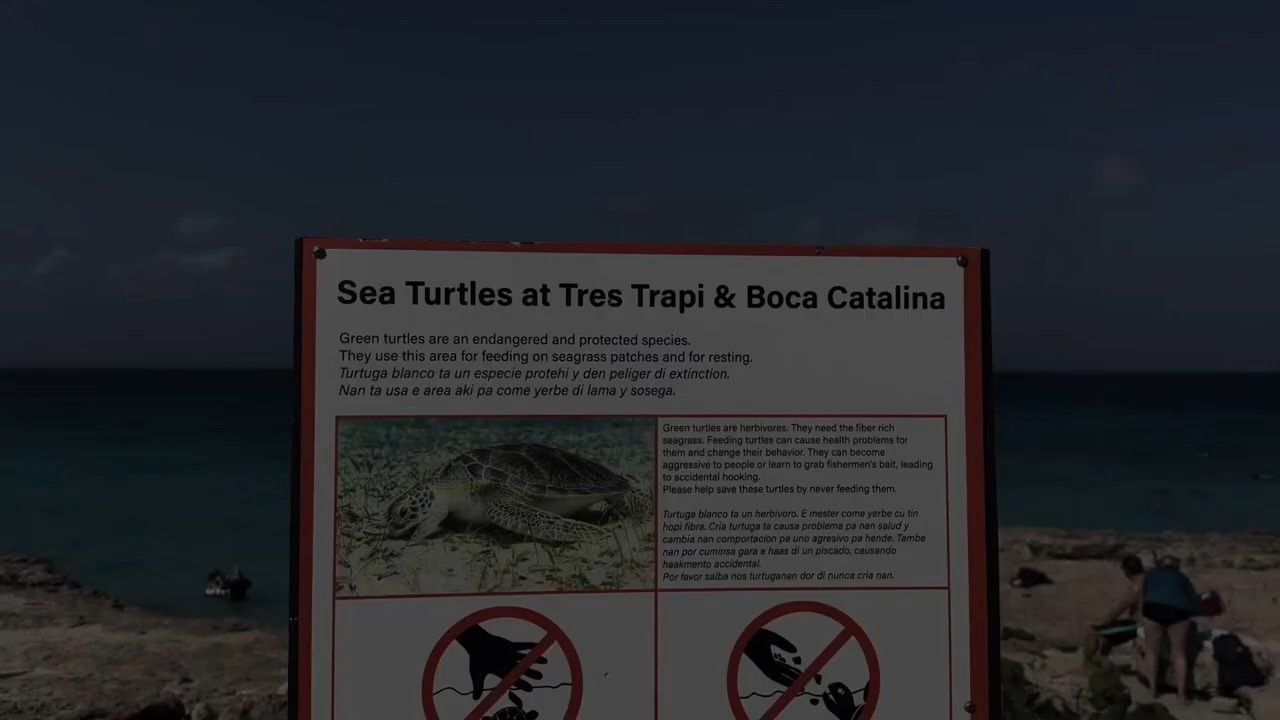 Sea Turtles at Tres Trapi & Boca Catalina
Green turtles are an endangered and protected species.
They use this area for feeding on seagrass patches and for resting.
Turtuga blanco ta un especie protehi y den peliger di extinction.
Nan ta usa e area aki pa come yerbe di lama y sosega.
Green turtles are herbivores. They need the fiber rich
seagrass. Feeding turtles can cause health problems for
them and change their behavior. They can become
aggressive to people or learn to grab fishermen's bait, leading
to accidental hooking.
Please help save these turtles by never feeding them.
Turtuga blanco ta un herbivoro. E mester come yerbe cu tin
hopi fibra. Cria turtuga ta causa problema pa nan salud y
cambia nan comportacion pa uno agresivo pa hende. Tambe
nan por cuminsa gara e haas di un piscado, causando
haakmento accidental.
Por favor salba nos turtuganan dor di nunca cria nan.